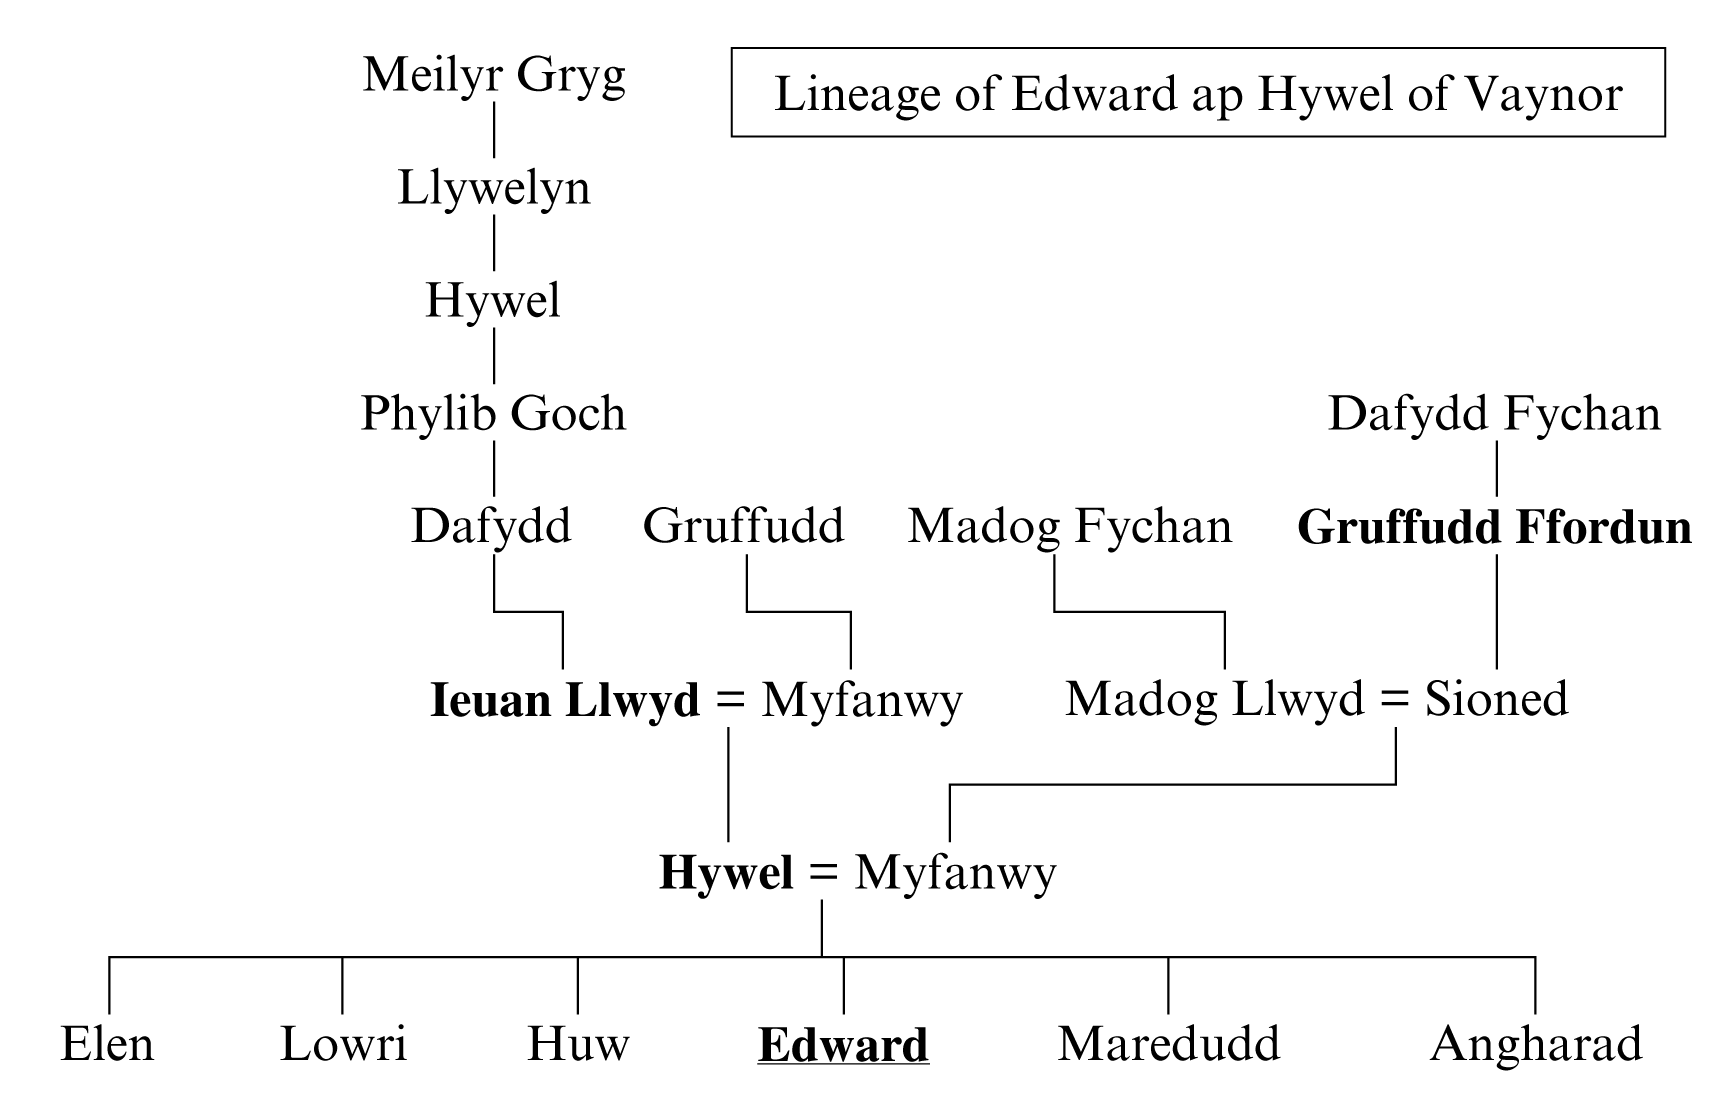 Meilyr Gryg
Lineage of Edward ap Hywel of Vaynor
Llywelyn
Hywel
Phylib Goch
Dafydd Fychan
Dafydd
Gruffudd
Madog Fychan
Gruffudd Ffordun
Ieuan Llwyd = Myfanwy
Madog Llwyd = Sioned
Hywel = Myfanwy
Elen
Lowri
Huw
Edward
Maredudd
Angharad